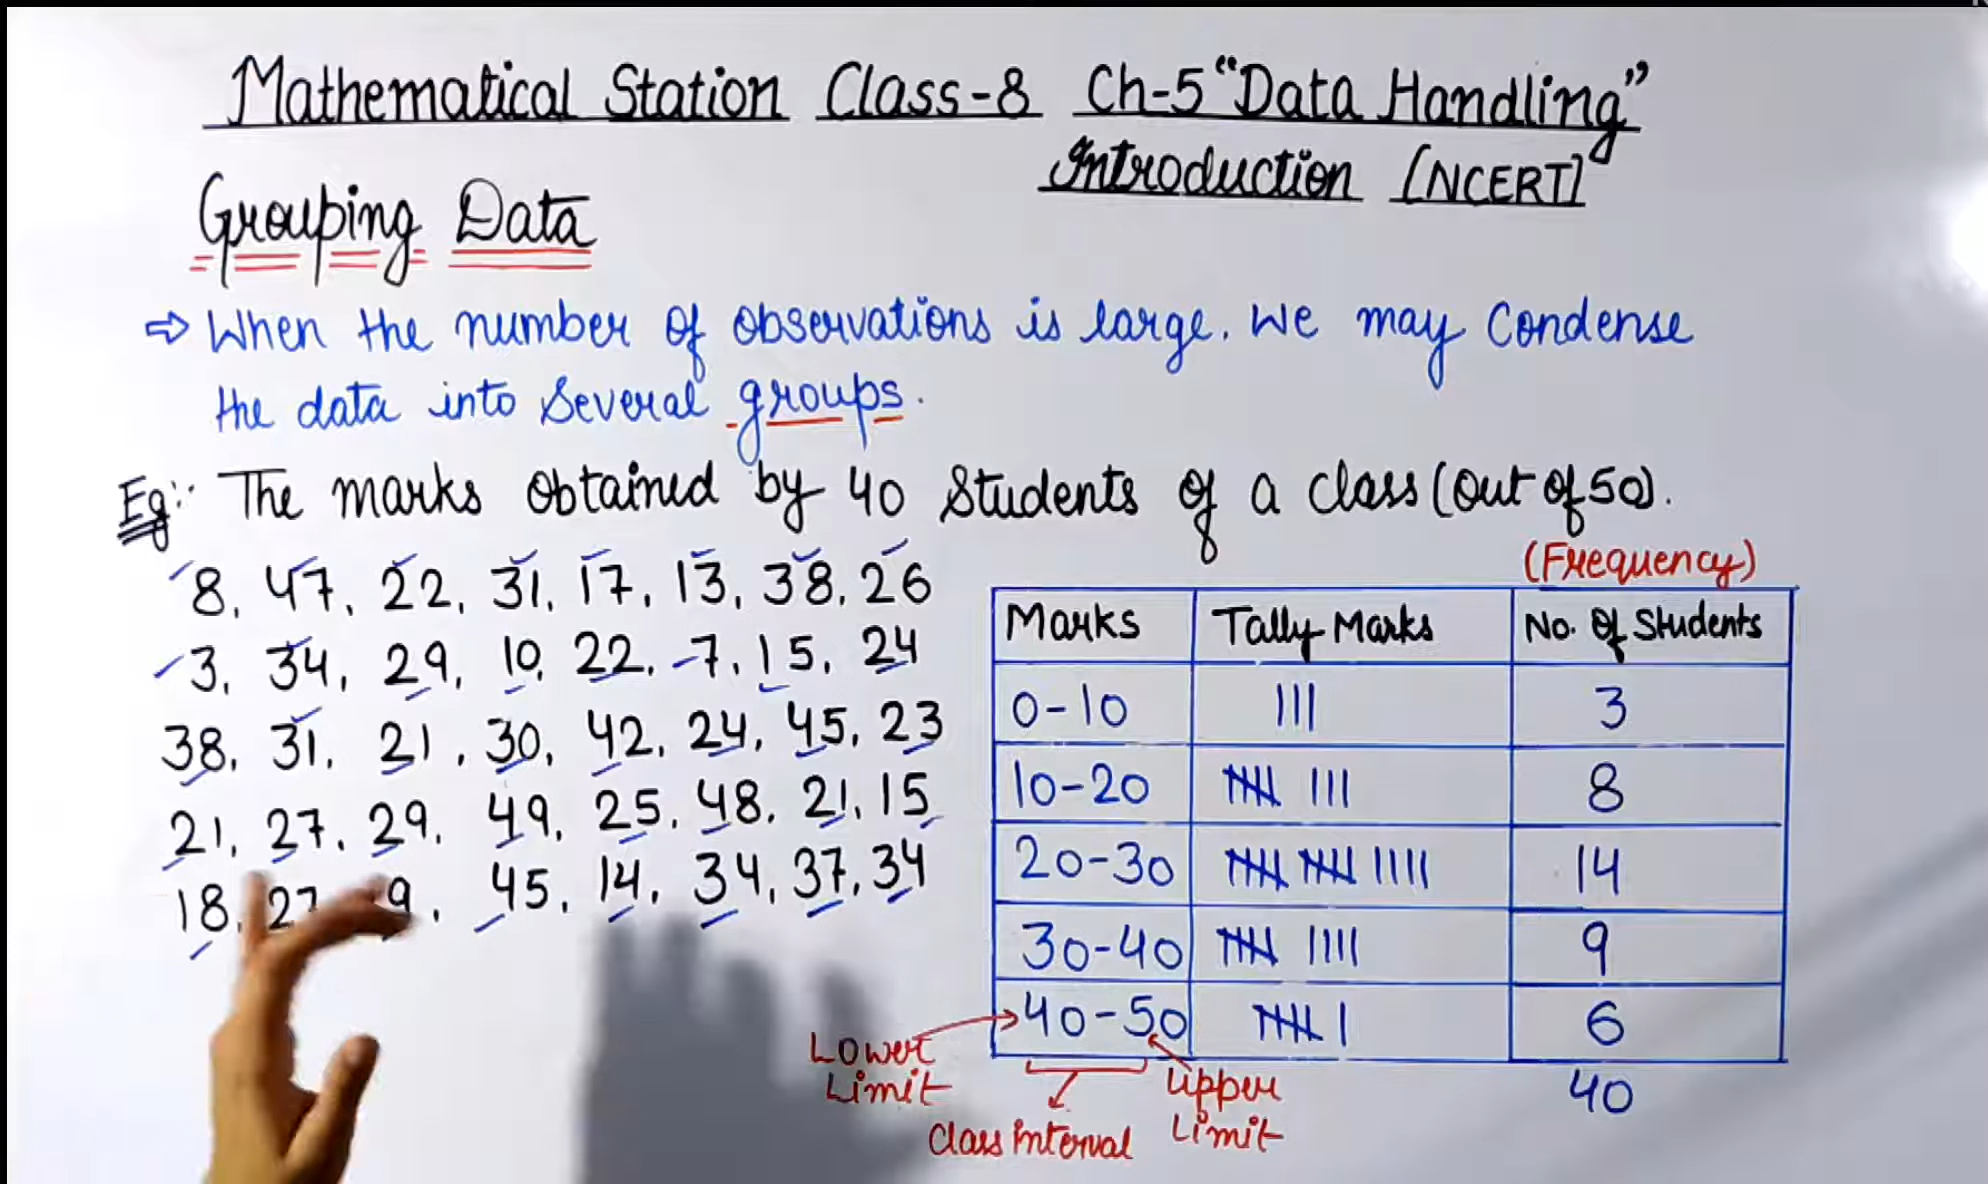 Mathematical Station Class-8 Ch-5 "Data Handling"
Introduction [NCERT]
Grouping Data
⇨ When the number of observations is large. We may Condense
the data into Several groups.
Eg:- The marks obtained by 40 Students of a class (out of 50).
8, 47, 22, 31, 17, 13, 38, 26
3, 34, 29, 10, 22, 7, 15, 24
38, 31, 21, 30, 42, 24, 45, 23
21, 27, 29, 49, 25, 48, 21, 15
18, 27 9, 45, 14, 34, 37, 34
(Frequency)
Marks Tally Marks No. Of Students
0-10 ||| 3
10-20 |||| ||| 8
20-30 |||| |||| |||| 14
30-40 |||| |||| 9
40-50 |||| | 6
40
Lower
Limit
Class Interval
Upper
Limit